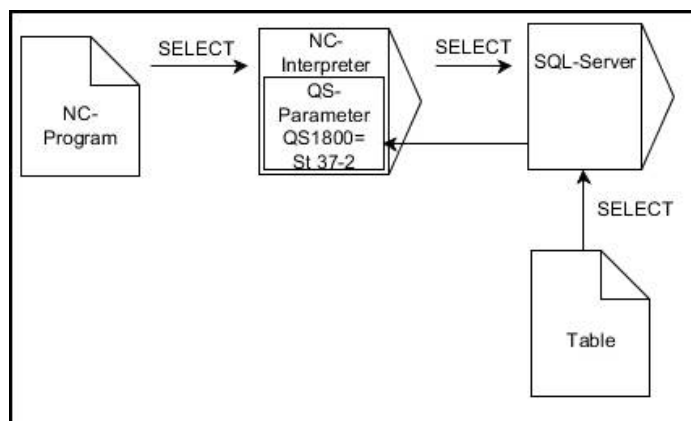 SELECT
NC-
Program
NC-
Interpreter
QS-
Parameter
QS1800=
St 37-2
SELECT
SQL-Server
SELECT
Table